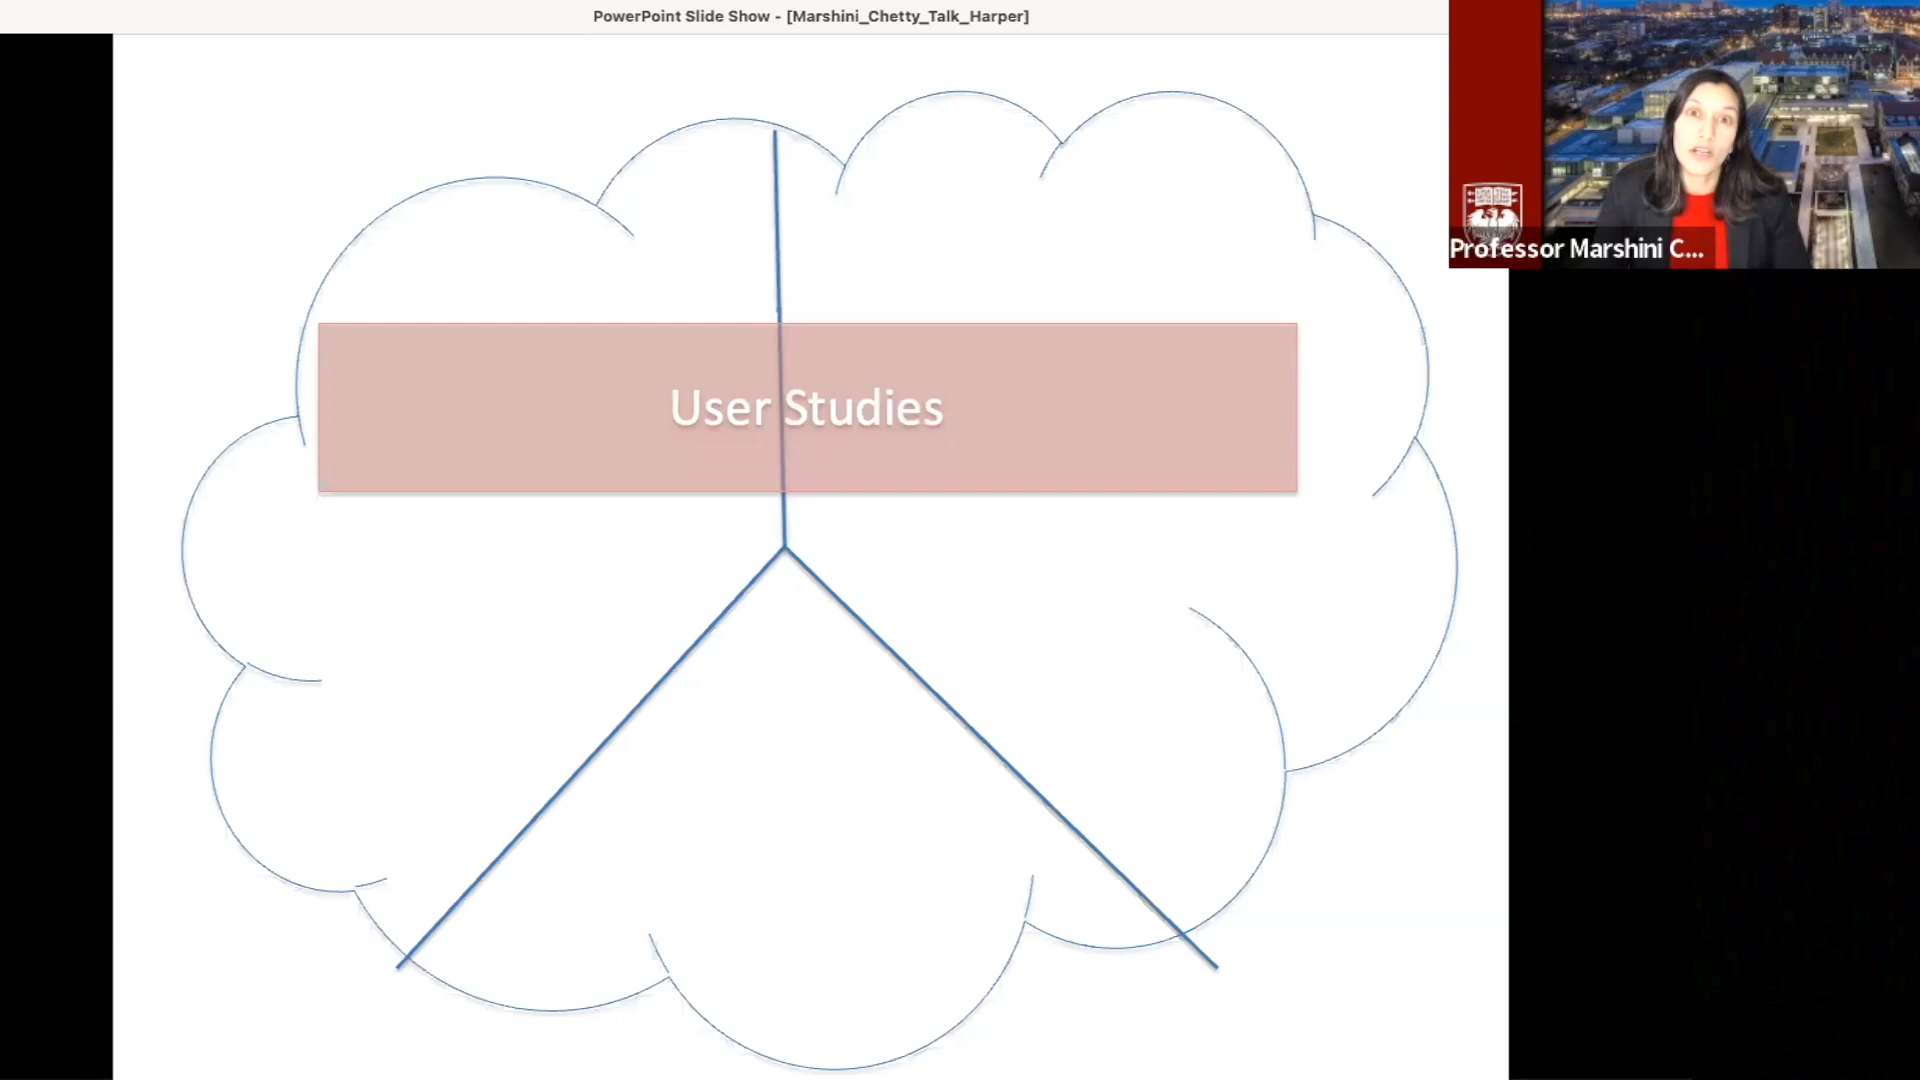 PowerPoint Slide Show - [Marshini_Chetty_Talk_Harper]
Professor Marshini C...
User Studies